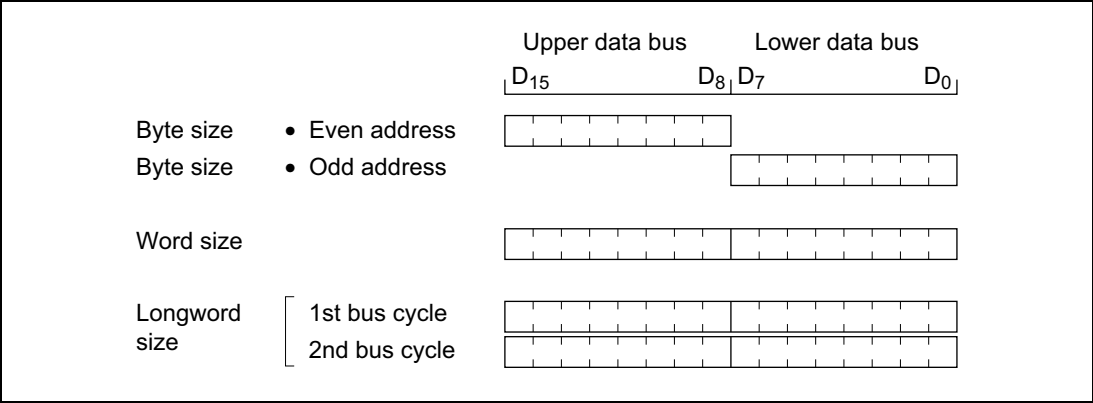 Upper data bus Lower data bus
D15 D8 D7 D0
Byte size • Even address
Byte size • Odd address
Word size
Longword size 1st bus cycle
2nd bus cycle